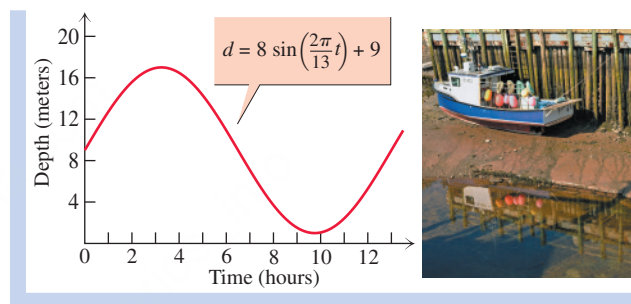 20
16
12
8
4
Depth (meters)
d = 8 sin(2π/13 t) + 9
0 2 4 6 8 10 12
Time (hours)